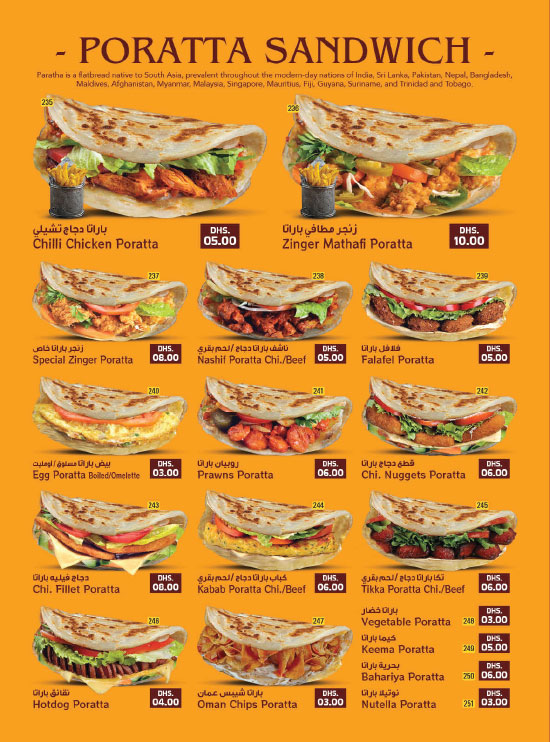 - PORATTA SANDWICH -
Paratha is a flatbread native to South Asia, prevalent throughout the modern-day nations of India, Sri Lanka, Pakistan, Nepal, Bangladesh,
Maldives, Afghanistan, Myanmar, Malaysia, Singapore, Mauritius, Fiji, Guyana, Suriname, and Trinidad and Tobago.
235
باراتا دجاج تشيلي
Chilli Chicken Poratta
DHS.
05.00
236
زنجر مطافي باراتا
Zinger Mathafi Poratta
DHS.
10.00
237
زنجر باراتا خاص
Special Zinger Poratta
DHS.
08.00
238
ناشف باراتا دجاج /لحم بقري
Nashif Poratta Chi./Beef
DHS.
05.00
239
فلافل باراتا
Falafel Poratta
DHS.
05.00
240
بيض باراتا مسلوق/اومليت
Egg Poratta Boiled/Omelette
DHS.
03.00
241
روبيان باراتا
Prawns Poratta
DHS.
06.00
242
قطع دجاج باراتا
Chi. Nuggets Poratta
DHS.
06.00
243
دجاج فيليه باراتا
Chi. Fillet Poratta
DHS.
08.00
244
كباب باراتا دجاج /لحم بقري
Kabab Poratta Chi./Beef
DHS.
06.00
245
تكا باراتا دجاج /لحم بقري
Tikka Poratta Chi./Beef
DHS.
06.00
246
نقانق باراتا
Hotdog Poratta
DHS.
04.00
247
باراتا شيبس عمان
Oman Chips Poratta
DHS.
03.00
باراتا خضار
Vegetable Poratta
248
DHS.
03.00
كيما باراتا
Keema Poratta
249
DHS.
05.00
بحرية باراتا
Bahariya Poratta
250
DHS.
06.00
نوتيلا باراتا
Nutella Poratta
251
DHS.
03.00